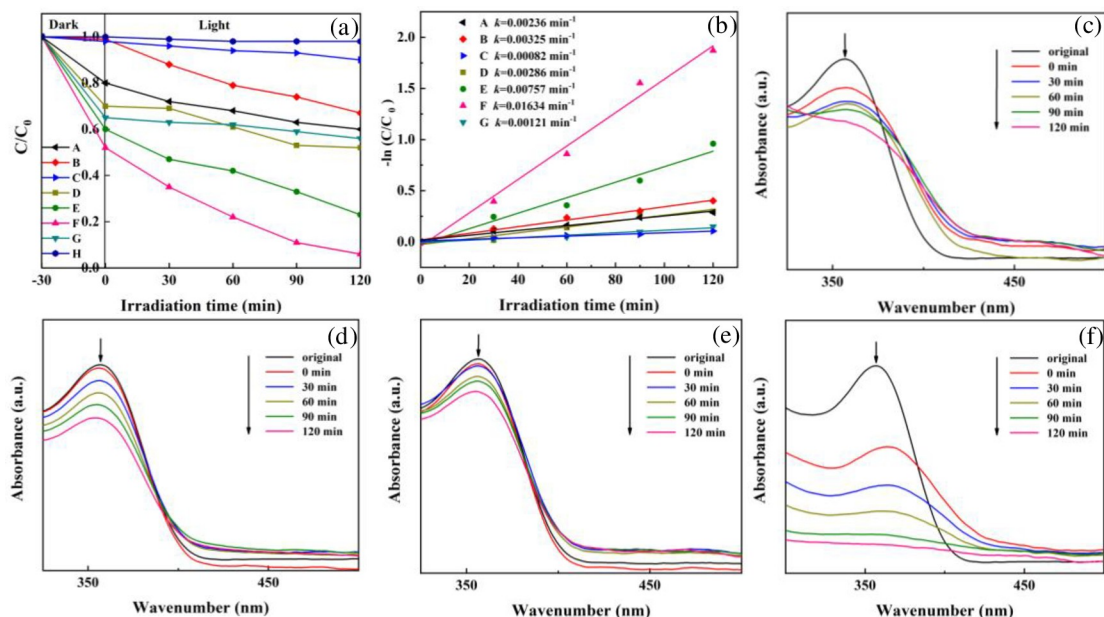 Dark Light (a)
C/C0
1.0
0.8
0.6
0.4
0.2
0.0
A
B
C
D
E
F
G
H
-30 0 30 60 90 120
Irradiation time (min)
(b)
-ln (C/C0)
2.0
1.5
1.0
0.5
0.0
A k=0.00236 min-1
B k=0.00325 min-1
C k=0.00082 min-1
D k=0.00286 min-1
E k=0.00757 min-1
F k=0.01634 min-1
G k=0.00121 min-1
0 20 40 60 80 100 120
Irradiation time (min)
(c)
Absorbance (a.u.)
original
0 min
30 min
60 min
90 min
120 min
350 450
Wavenumber (nm)
(d)
Absorbance (a.u.)
original
0 min
30 min
60 min
90 min
120 min
350 450
Wavenumber (nm)
(e)
Absorbance (a.u.)
original
0 min
30 min
60 min
90 min
120 min
350 450
Wavenumber (nm)
(f)
Absorbance (a.u.)
original
0 min
30 min
60 min
90 min
120 min
350 450
Wavenumber (nm)